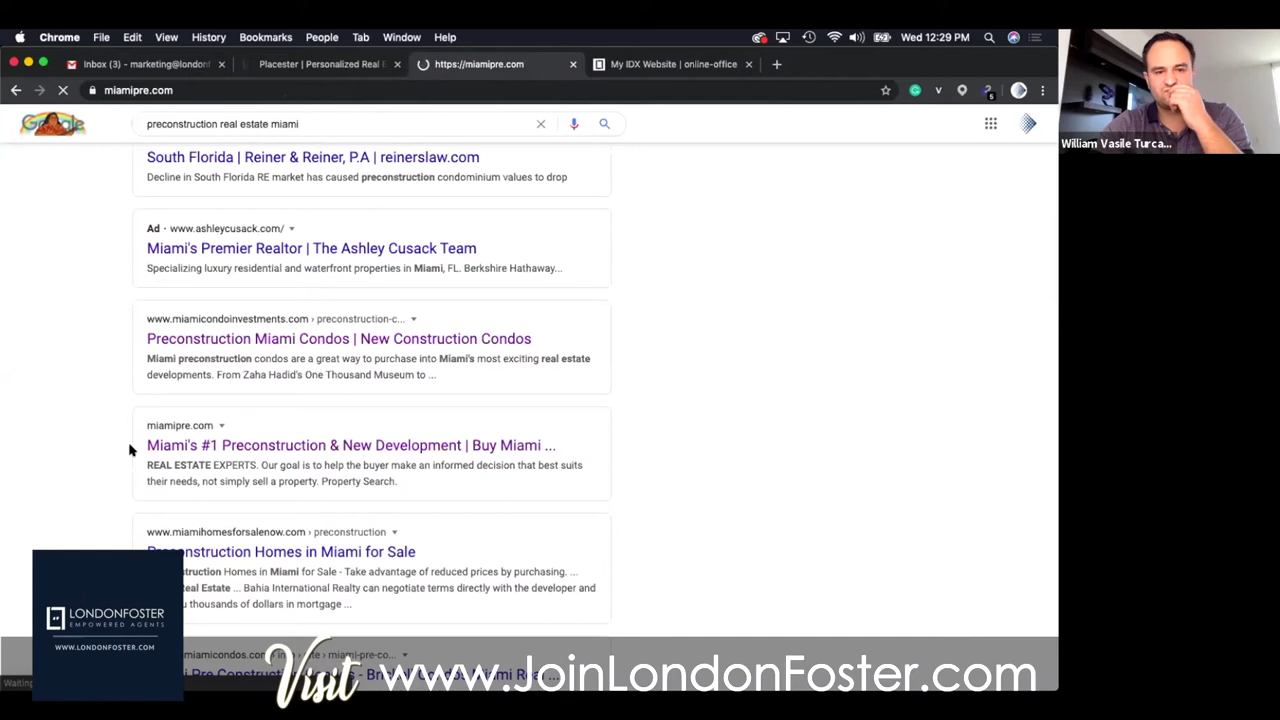 Chrome File Edit View History Bookmarks People Tab Window Help Wed 12:29 PM
Inbox (3) - marketing@londonf
Placester | Personalized Real E
https://miamipre.com
My IDX Website | online-office
miamipre.com
5
preconstruction real estate miami
South Florida | Reiner & Reiner, P.A | reinerslaw.com
Decline in South Florida RE market has caused preconstruction condominium values to drop
Ad · www.ashleycusack.com/
Miami's Premier Realtor | The Ashley Cusack Team
Specializing luxury residential and waterfront properties in Miami, FL. Berkshire Hathaway...
www.miamicondoinvestments.com › preconstruction-c...
Preconstruction Miami Condos | New Construction Condos
Miami preconstruction condos are a great way to purchase into Miami's most exciting real estate
developments. From Zaha Hadid's One Thousand Museum to ...
miamipre.com
Miami's #1 Preconstruction & New Development | Buy Miami ...
REAL ESTATE EXPERTS. Our goal is to help the buyer make an informed decision that best suits
their needs, not simply sell a property. Property Search.
www.miamihomesforsalenow.com › preconstruction
Preconstruction Homes in Miami for Sale
Homes in Miami for Sale - Take advantage of reduced prices by purchasing. ...
Estate ... Bahia International Realty can negotiate terms directly with the developer and
thousands of dollars in mortgage ...
William Vasile Turca...
LONDONFOSTER
EMPOWERED AGENTS
WWW.LONDONFOSTER.COM
Visit www.JoinLondonFoster.com